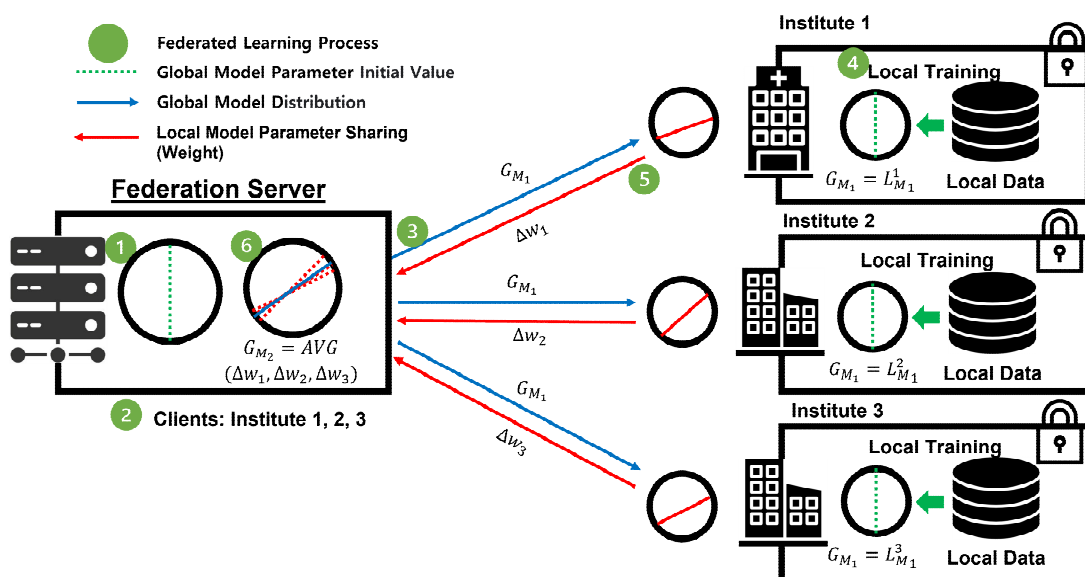 Federated Learning Process
Global Model Parameter Initial Value
Global Model Distribution
Local Model Parameter Sharing
(Weight)
Federation Server
1
6
G_{M_1}
3
Δw_1
5
G_{M_1}
Δw_2
G_{M_1}
Δw_3
G_{M_2} = AVG
(Δw_1, Δw_2, Δw_3)
2 Clients: Institute 1, 2, 3
Institute 1
4 Local Training
G_{M_1} = L^1_{M_1}
Local Data
Institute 2
Local Training
G_{M_1} = L^2_{M_1}
Local Data
Institute 3
Local Training
G_{M_1} = L^3_{M_1}
Local Data